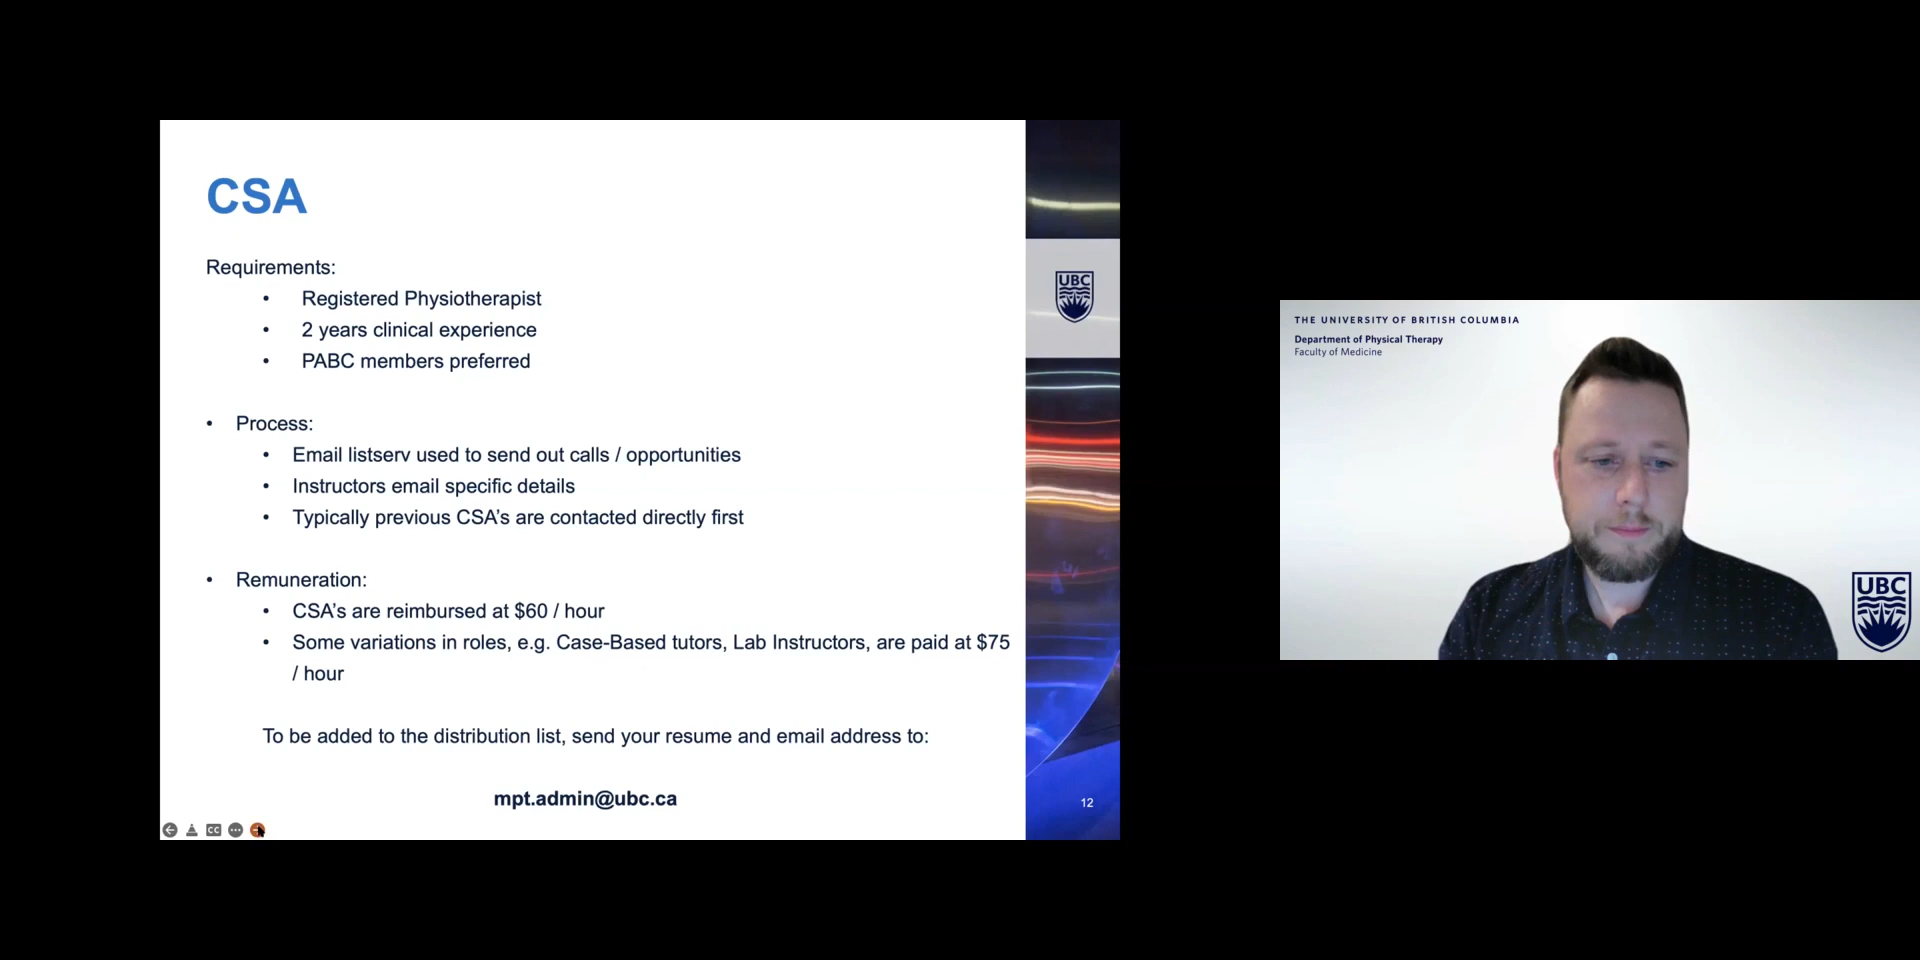 CSA
Requirements:
• Registered Physiotherapist
• 2 years clinical experience
• PABC members preferred
• Process:
• Email listserv used to send out calls / opportunities
• Instructors email specific details
• Typically previous CSA’s are contacted directly first
• Remuneration:
• CSA’s are reimbursed at $60 / hour
• Some variations in roles, e.g. Case-Based tutors, Lab Instructors, are paid at $75
/ hour
To be added to the distribution list, send your resume and email address to:
mpt.admin@ubc.ca
CC
UBC
12
THE UNIVERSITY OF BRITISH COLUMBIA
Department of Physical Therapy
Faculty of Medicine
UBC